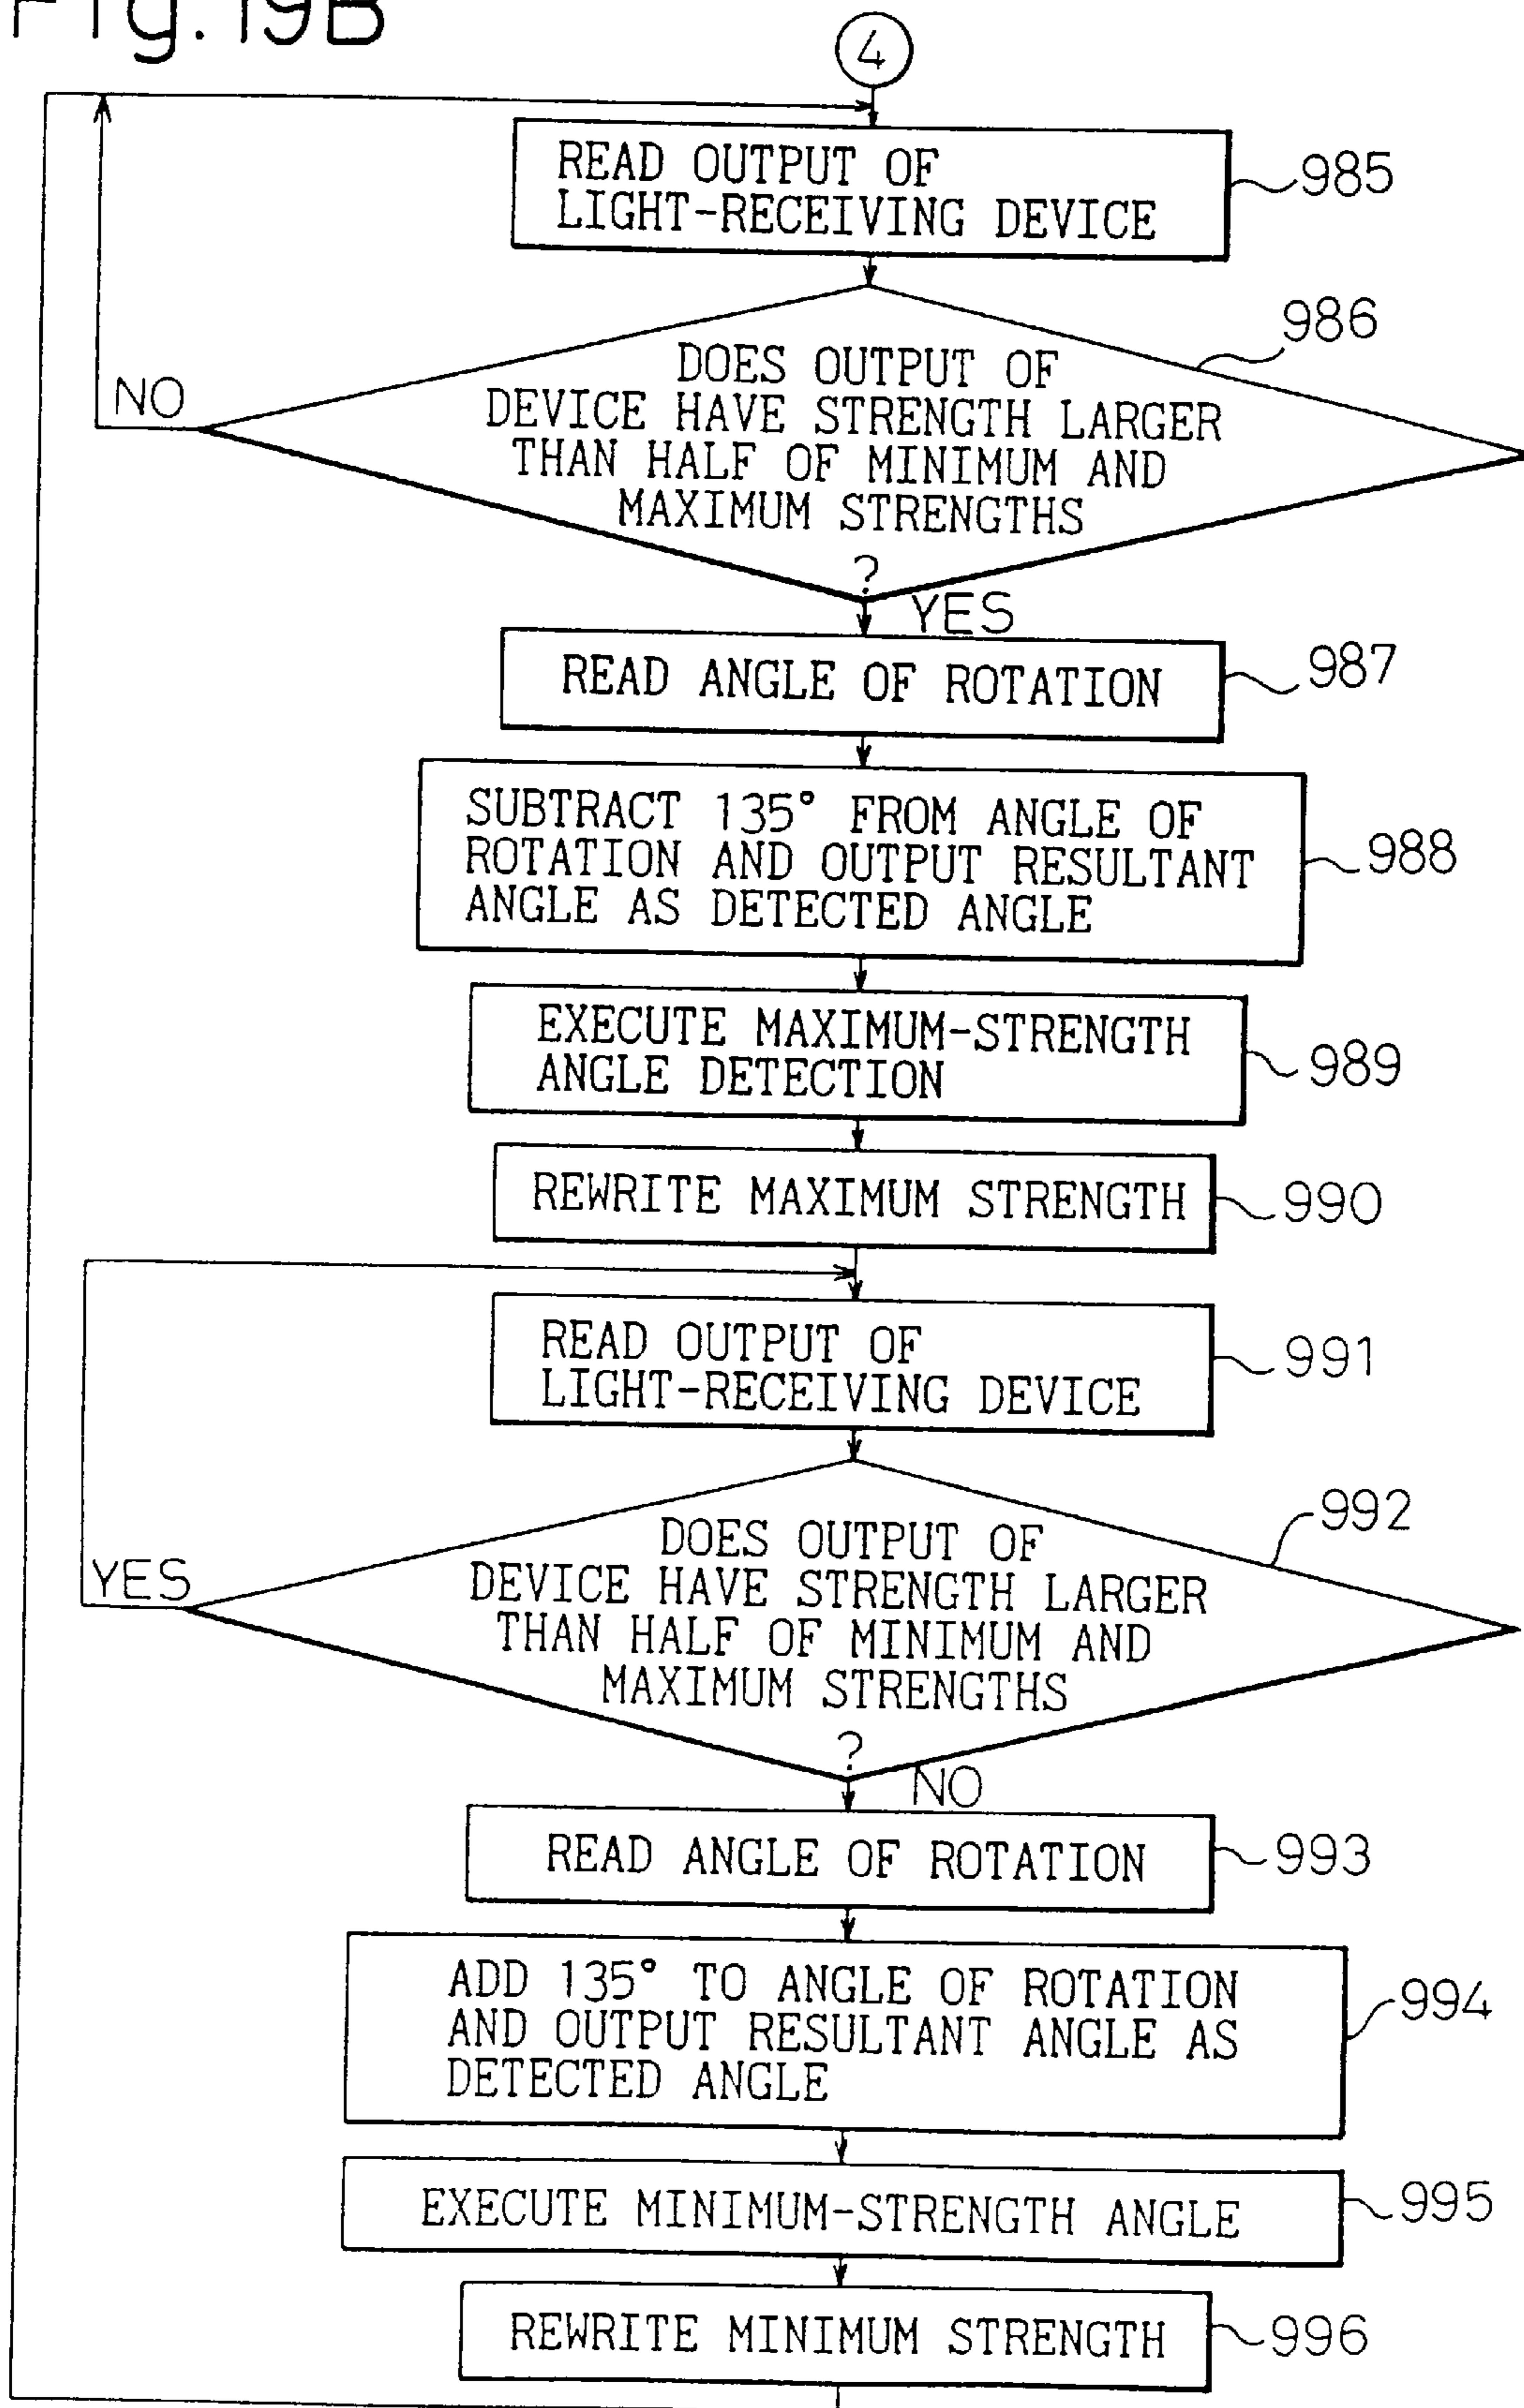 Fig. 19B
4
READ OUTPUT OF
LIGHT-RECEIVING DEVICE
985
986
DOES OUTPUT OF
DEVICE HAVE STRENGTH LARGER
THAN HALF OF MINIMUM AND
MAXIMUM STRENGTHS
?
NO
YES
READ ANGLE OF ROTATION
987
SUBTRACT 135° FROM ANGLE OF
ROTATION AND OUTPUT RESULTANT
ANGLE AS DETECTED ANGLE
988
EXECUTE MAXIMUM-STRENGTH
ANGLE DETECTION
989
REWRITE MAXIMUM STRENGTH
990
READ OUTPUT OF
LIGHT-RECEIVING DEVICE
991
992
DOES OUTPUT OF
DEVICE HAVE STRENGTH LARGER
THAN HALF OF MINIMUM AND
MAXIMUM STRENGTHS
?
YES
NO
READ ANGLE OF ROTATION
993
ADD 135° TO ANGLE OF ROTATION
AND OUTPUT RESULTANT ANGLE AS
DETECTED ANGLE
994
EXECUTE MINIMUM-STRENGTH ANGLE
995
REWRITE MINIMUM STRENGTH
996